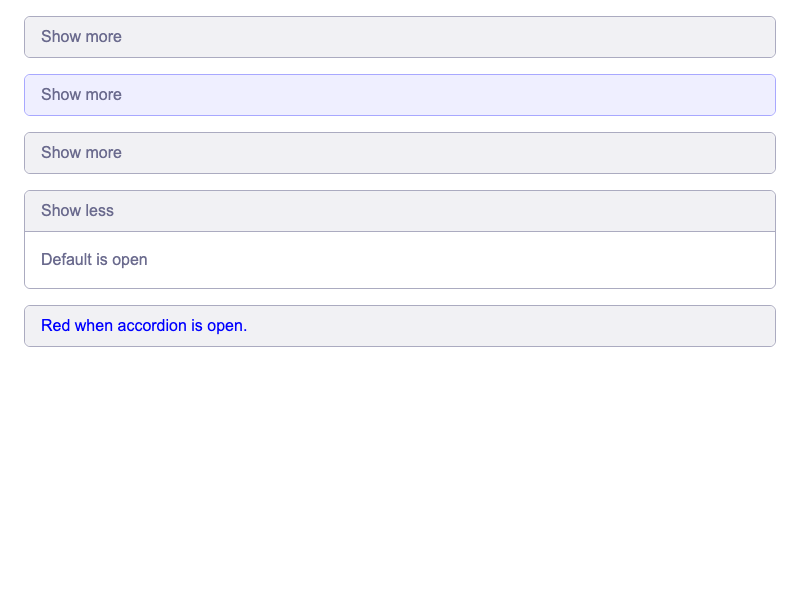 Show more
Show more
Show more
Show less
Default is open
Red when accordion is open.